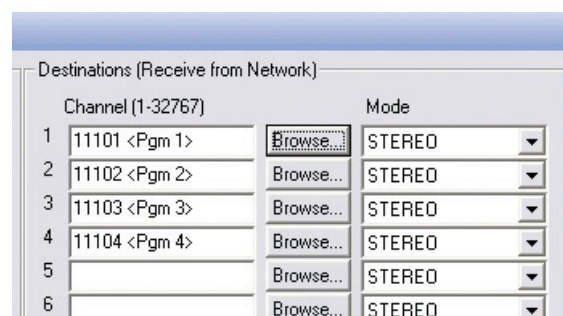 Destinations (Receive from Network)
Channel (1-32767) Mode
1 11101 <Pgm 1> Browse... STEREO
2 11102 <Pgm 2> Browse... STEREO
3 11103 <Pgm 3> Browse... STEREO
4 11104 <Pgm 4> Browse... STEREO
5 Browse... STEREO
6 Browse... STEREO